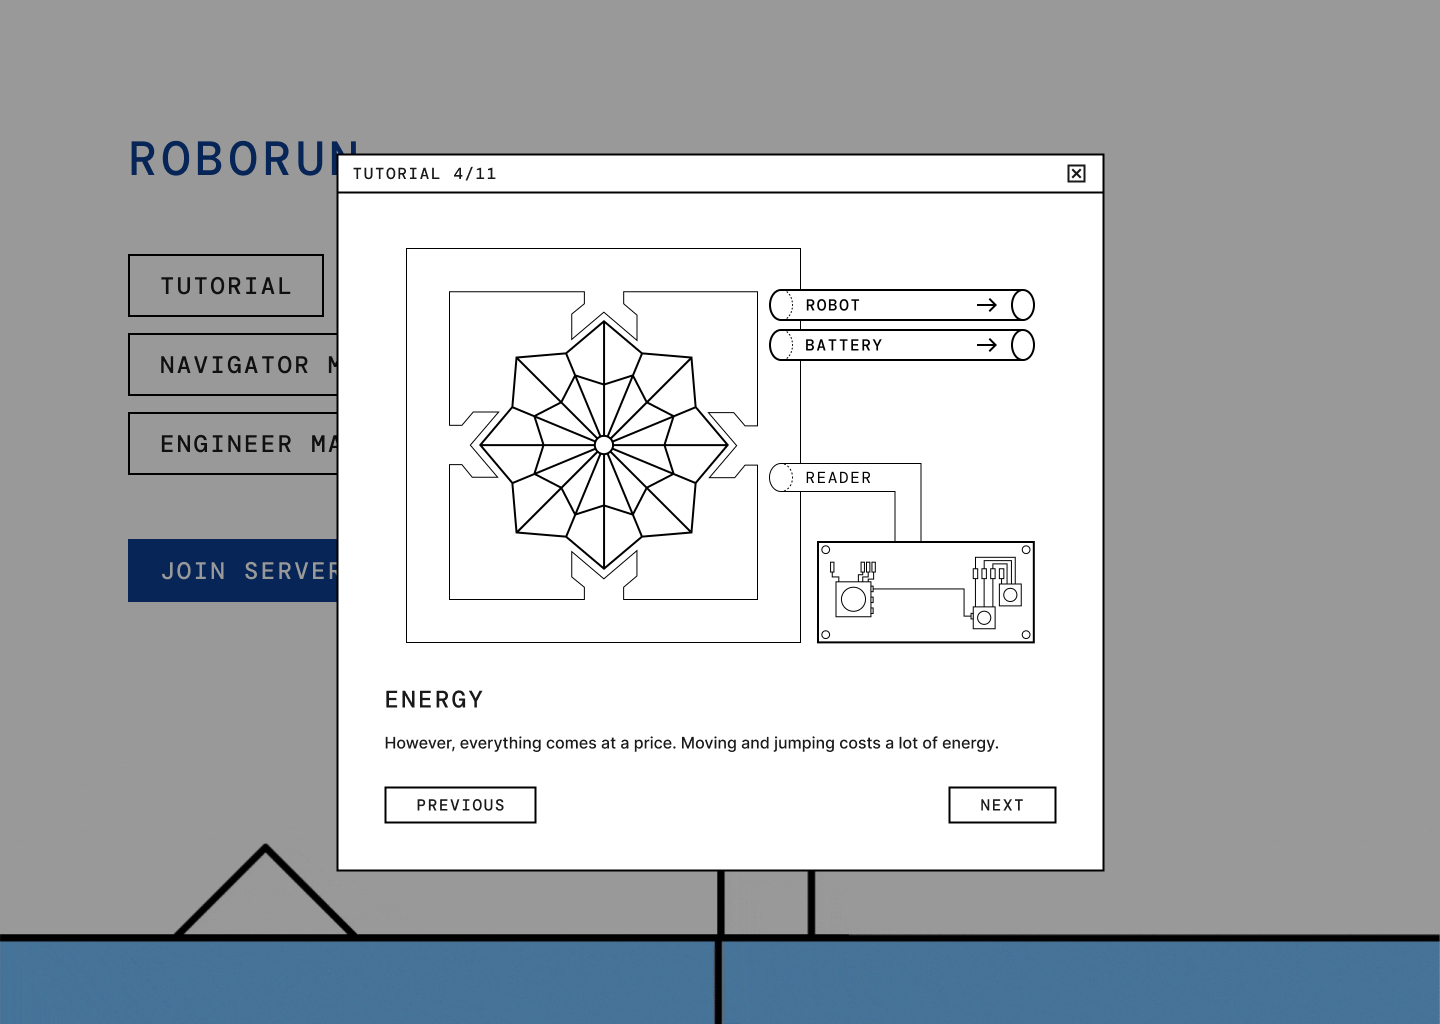 ROBORUN
TUTORIAL 4/11
TUTORIAL
NAVIGATOR
ENGINEER
JOIN SERVER
ROBOT
BATTERY
READER
ENERGY
However, everything comes at a price. Moving and jumping costs a lot of energy.
PREVIOUS
NEXT